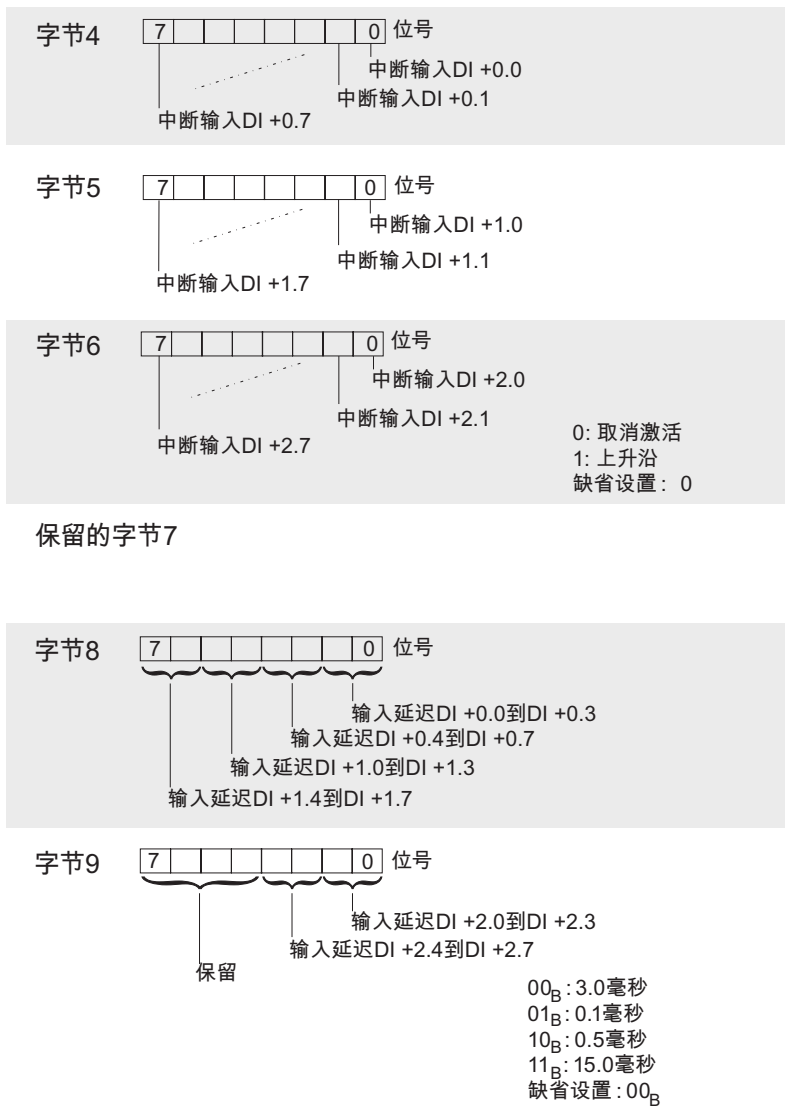 字节4 7 0 位号
中断输入DI +0.0
中断输入DI +0.1
中断输入DI +0.7
字节5 7 0 位号
中断输入DI +1.0
中断输入DI +1.1
中断输入DI +1.7
字节6 7 0 位号
中断输入DI +2.0
中断输入DI +2.1
中断输入DI +2.7
0: 取消激活
1: 上升沿
缺省设置: 0
保留的字节7
字节8 7 0 位号
输入延迟DI +0.0到DI +0.3
输入延迟DI +0.4到DI +0.7
输入延迟DI +1.0到DI +1.3
输入延迟DI +1.4到DI +1.7
字节9 7 0 位号
输入延迟DI +2.0到DI +2.3
输入延迟DI +2.4到DI +2.7
保留
00B: 3.0毫秒
01B: 0.1毫秒
10B: 0.5毫秒
11B: 15.0毫秒
缺省设置: 00B